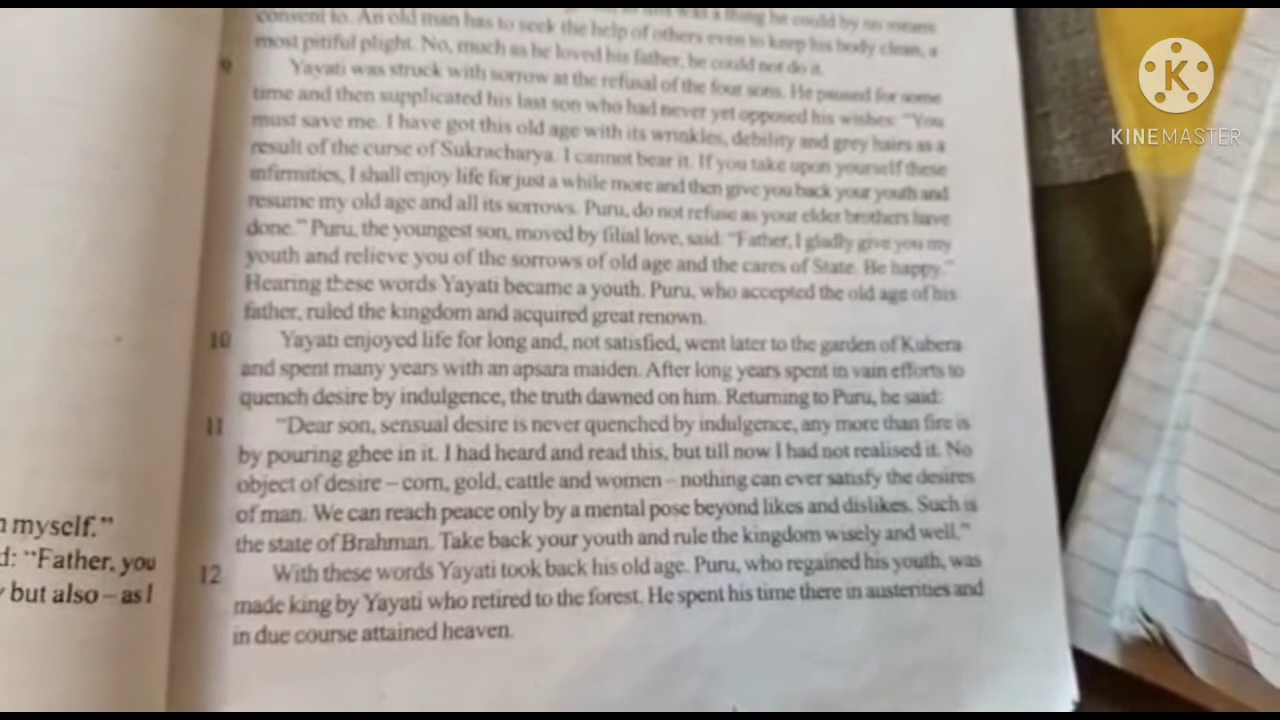 was a thing he could by no means
consent to. An old man has to seek the help of others even to keep his body clean, a
most pitiful plight. No, much as he loved his father, he could not do it.
9 Yayati was struck with sorrow at the refusal of the four sons. He paused for some
time and then supplicated his last son who had never yet opposed his wishes: "You
must save me. I have got this old age with its wrinkles, debility and grey hairs as a
result of the curse of Sukracharya. I cannot bear it. If you take upon yourself these
infirmities, I shall enjoy life for just a while more and then give you back your youth and
resume my old age and all its sorrows. Puru, do not refuse as your elder brothers have
done." Puru, the youngest son, moved by filial love, said: "Father, I gladly give you my
youth and relieve you of the sorrows of old age and the cares of State. Be happy."
Hearing these words Yayati became a youth. Puru, who accepted the old age of his
father, ruled the kingdom and acquired great renown.
10 Yayati enjoyed life for long and, not satisfied, went later to the garden of Kubera
and spent many years with an apsara maiden. After long years spent in vain efforts to
quench desire by indulgence, the truth dawned on him. Returning to Puru, he said:
11 "Dear son, sensual desire is never quenched by indulgence, any more than fire is
by pouring ghee in it. I had heard and read this, but till now I had not realised it. No
object of desire – corn, gold, cattle and women – nothing can ever satisfy the desires
of man. We can reach peace only by a mental pose beyond likes and dislikes. Such is
the state of Brahman. Take back your youth and rule the kingdom wisely and well."
12 With these words Yayati took back his old age. Puru, who regained his youth, was
made king by Yayati who retired to the forest. He spent his time there in austerities and
in due course attained heaven.
myself."
"Father, you
but also – as I
K
KINEMASTER